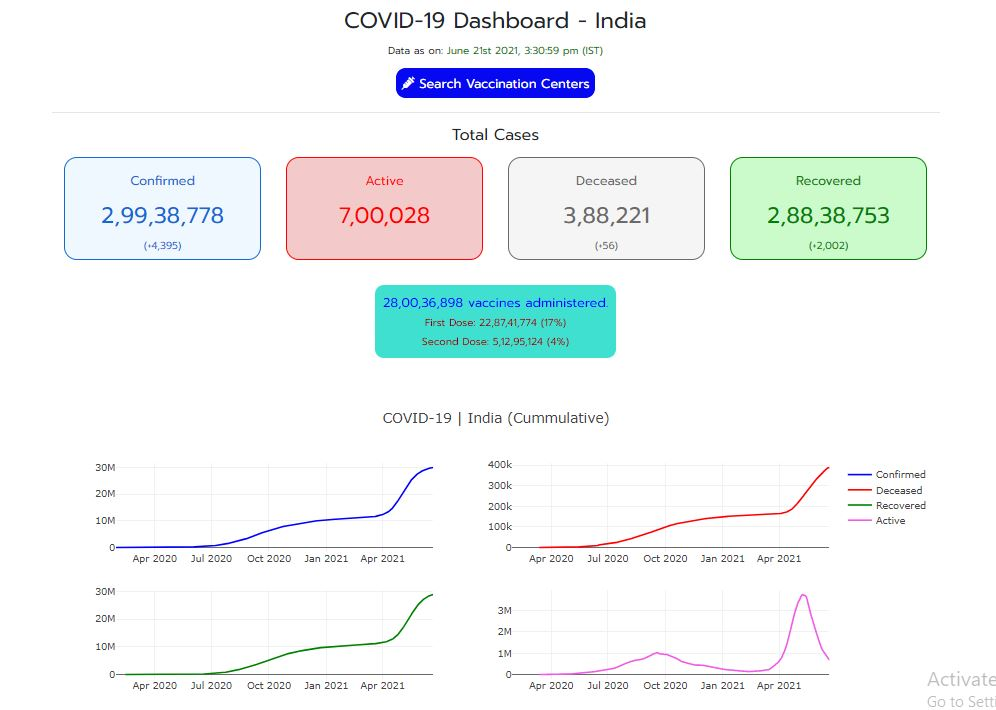 COVID-19 Dashboard - India
Data as on: June 21st 2021, 3:30:59 pm (IST)
Search Vaccination Centers
Total Cases
Confirmed
2,99,38,778
(+4,395)
Active
7,00,028
Deceased
3,88,221
(+56)
Recovered
2,88,38,753
(+2,002)
28,00,36,898 vaccines administered.
First Dose: 22,87,41,774 (17%)
Second Dose: 5,12,95,124 (4%)
COVID-19 | India (Cummulative)
30M
20M
10M
0
Apr 2020 Jul 2020 Oct 2020 Jan 2021 Apr 2021
400k
300k
200k
100k
0
Apr 2020 Jul 2020 Oct 2020 Jan 2021 Apr 2021
Confirmed
Deceased
Recovered
Active
30M
20M
10M
0
Apr 2020 Jul 2020 Oct 2020 Jan 2021 Apr 2021
3M
2M
1M
0
Apr 2020 Jul 2020 Oct 2020 Jan 2021 Apr 2021
Activate
Go to Setti